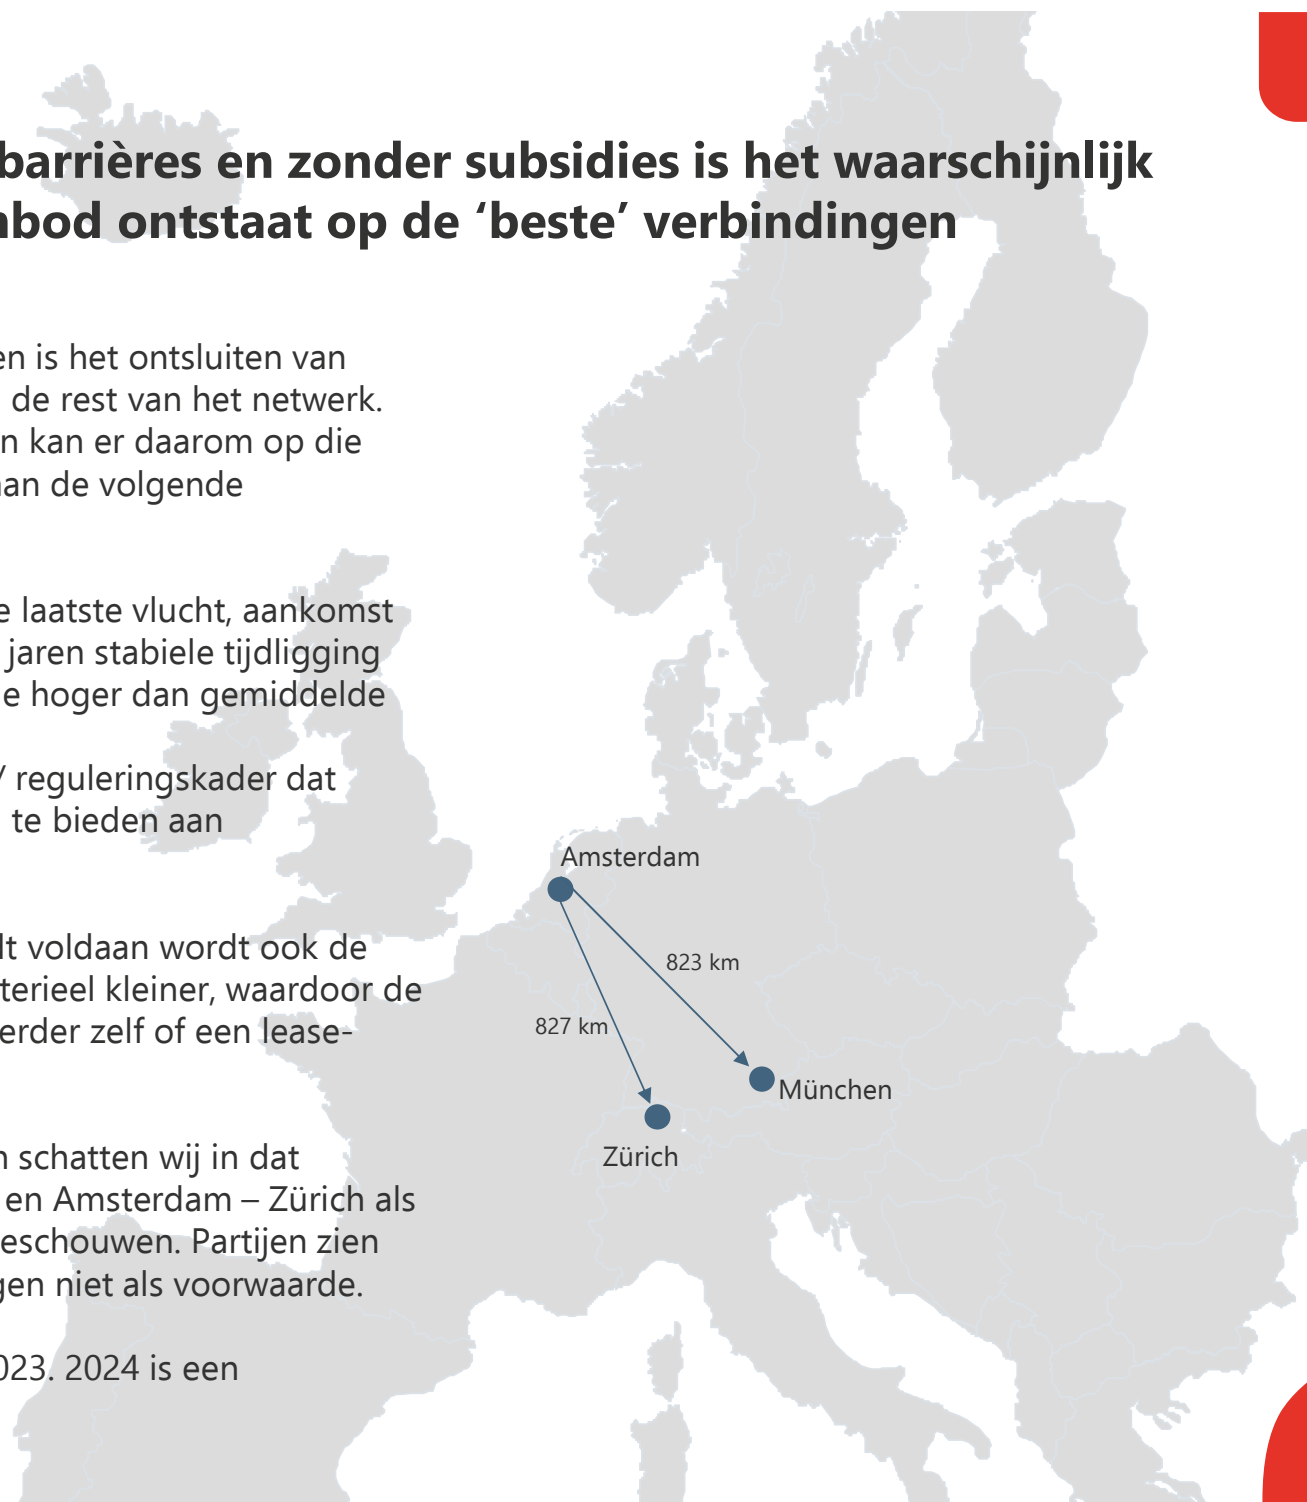 barrières en zonder subsidies is het waarschijnlijk
nbod ontstaat op de ‘beste’ verbindingen
en is het ontsluiten van
de rest van het netwerk.
n kan er daarom op die
aan de volgende
e laatste vlucht, aankomst
jaren stabiele tijdligging
e hoger dan gemiddelde
/ reguleringskader dat
te bieden aan
lt voldaan wordt ook de
terieel kleiner, waardoor de
erder zelf of een lease-
n schatten wij in dat
en Amsterdam – Zürich als
eschouwen. Partijen zien
gen niet als voorwaarde.
023. 2024 is een
Amsterdam
823 km
827 km
München
Zürich